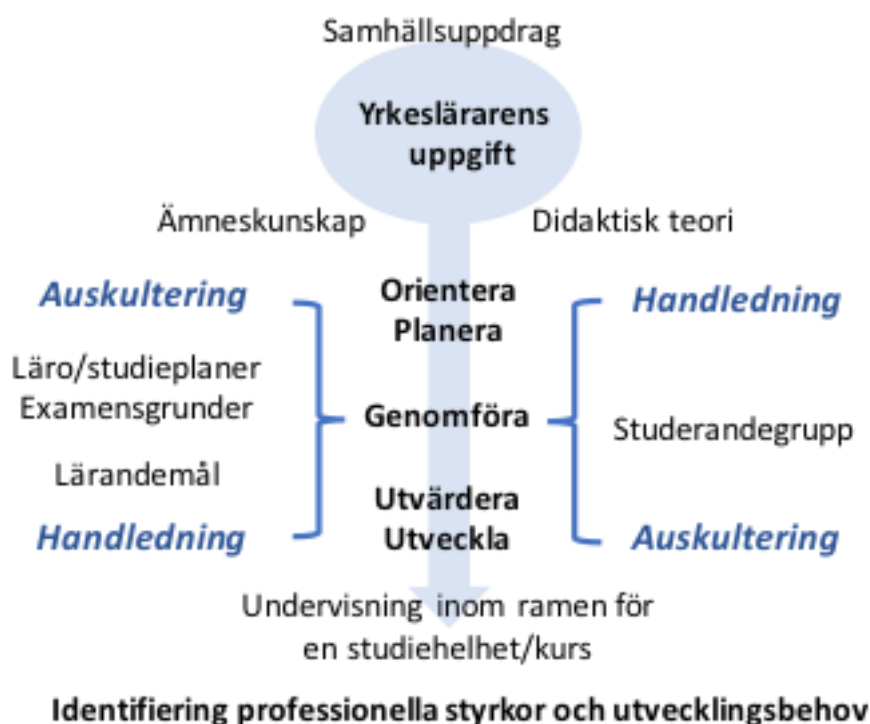 Samhällsuppdrag
Yrkeslärarens
uppgift
Ämneskunskap
Didaktisk teori
Auskultering
Orientera
Planera
Handledning
Läro/studieplaner
Examensgrunder
Genomföra
Studerandegrupp
Lärandemål
Handledning
Utvärdera
Utveckla
Auskultering
Undervisning inom ramen för
en studiehelhet/kurs
Identifiering professionella styrkor och utvecklingsbehov